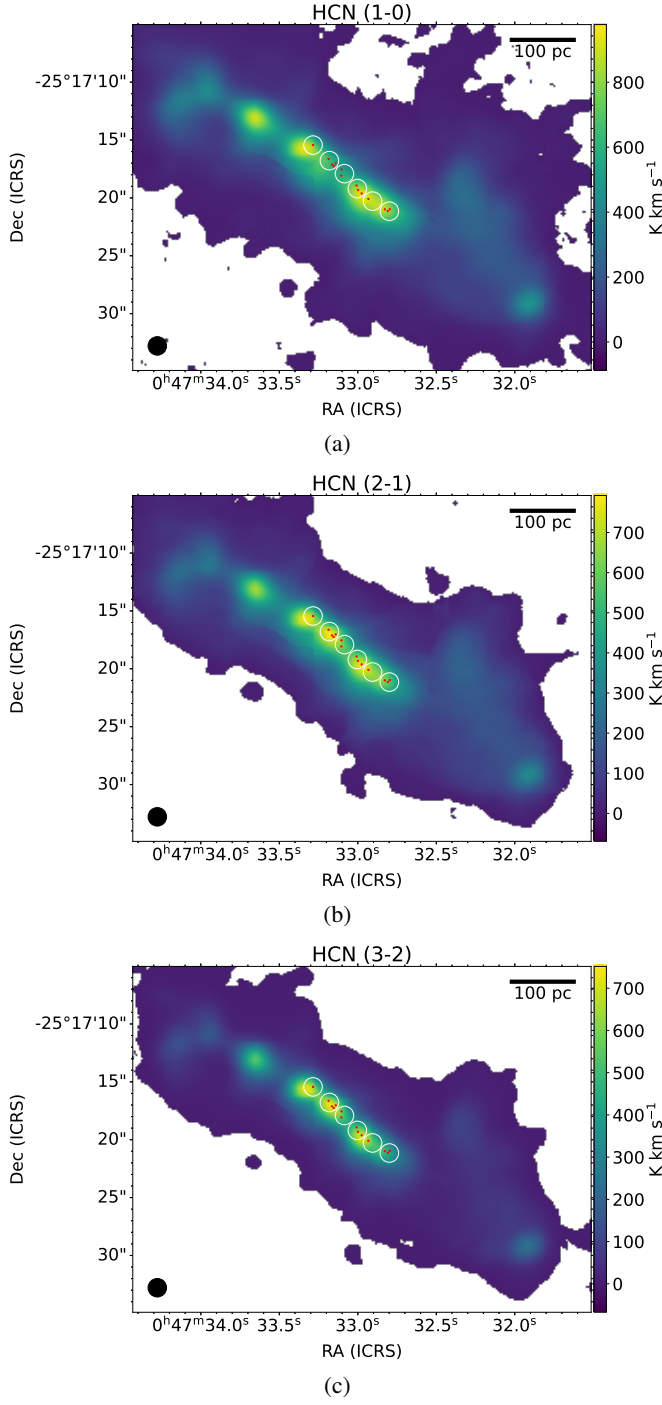 HCN (1-0)
100 pc
-25°17'10"
15"
20"
25"
30"
Dec (ICRS)
0ʰ47ᵐ34.0ˢ 33.5ˢ 33.0ˢ 32.5ˢ 32.0ˢ
RA (ICRS)
800
600
400
200
0
K km s⁻¹
(a)
HCN (2-1)
100 pc
-25°17'10"
15"
20"
25"
30"
Dec (ICRS)
0ʰ47ᵐ34.0ˢ 33.5ˢ 33.0ˢ 32.5ˢ 32.0ˢ
RA (ICRS)
700
600
500
400
300
200
100
0
K km s⁻¹
(b)
HCN (3-2)
100 pc
-25°17'10"
15"
20"
25"
30"
Dec (ICRS)
0ʰ47ᵐ34.0ˢ 33.5ˢ 33.0ˢ 32.5ˢ 32.0ˢ
RA (ICRS)
700
600
500
400
300
200
100
0
K km s⁻¹
(c)